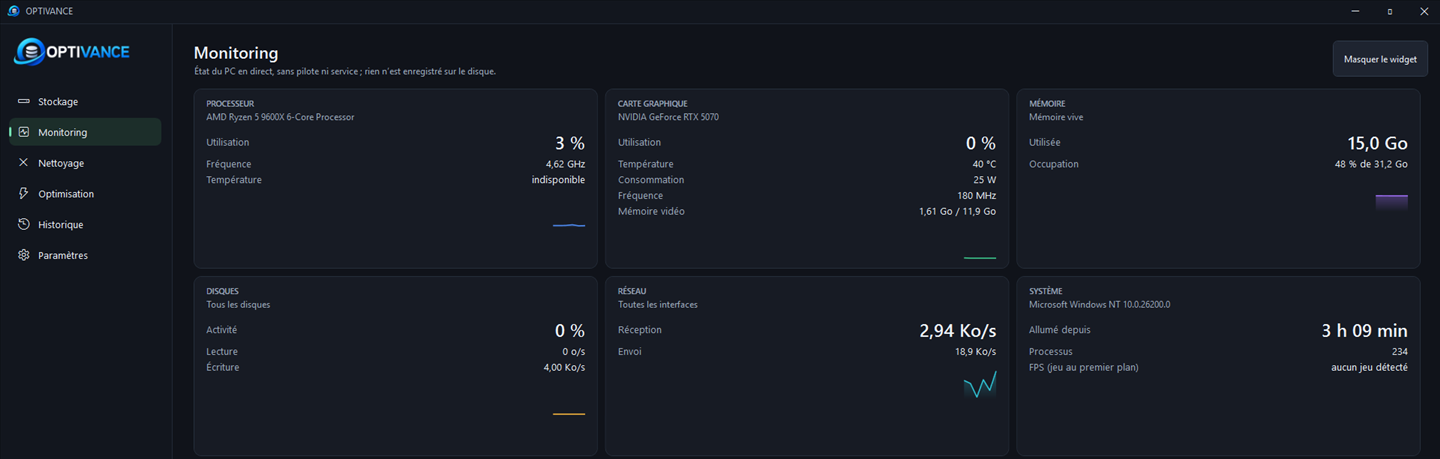 OPTIVANCE
OPTIVANCE
Stockage
Monitoring
Nettoyage
Optimisation
Historique
Paramètres
Monitoring
État du PC en direct, sans pilote ni service ; rien n'est enregistré sur le disque.
Masquer le widget
PROCESSEUR
AMD Ryzen 5 9600X 6-Core Processor
Utilisation 3 %
Fréquence 4,62 GHz
Température indisponible
CARTE GRAPHIQUE
NVIDIA GeForce RTX 5070
Utilisation 0 %
Température 40 °C
Consommation 25 W
Fréquence 180 MHz
Mémoire vidéo 1,61 Go / 11,9 Go
MÉMOIRE
Mémoire vive
Utilisée 15,0 Go
Occupation 48 % de 31,2 Go
DISQUES
Tous les disques
Activité 0 %
Lecture 0 o/s
Écriture 4,00 Ko/s
RÉSEAU
Toutes les interfaces
Réception 2,94 Ko/s
Envoi 18,9 Ko/s
SYSTÈME
Microsoft Windows NT 10.0.26200.0
Allumé depuis 3 h 09 min
Processus 234
FPS (jeu au premier plan) aucun jeu détecté